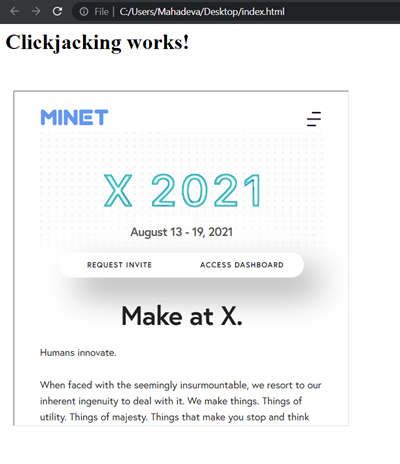 File | C:/Users/Mahadeva/Desktop/index.html
Clickjacking works!
MINET
X 2021
August 13 - 19, 2021
REQUEST INVITE ACCESS DASHBOARD
Make at X.
Humans innovate.
When faced with the seemingly insurmountable, we resort to our
inherent ingenuity to deal with it. We make things. Things of
utility. Things of majesty. Things that make you stop and think